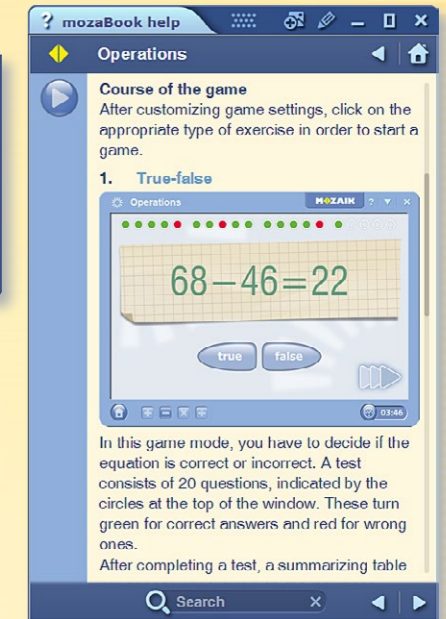 ? mozaBook help
Operations
Course of the game
After customizing game settings, click on the
appropriate type of exercise in order to start a
game.
1. True-false
Operations
MOZAIK ?
68−46=22
true false
03:46
In this game mode, you have to decide if the
equation is correct or incorrect. A test
consists of 20 questions, indicated by the
circles at the top of the window. These turn
green for correct answers and red for wrong
ones.
After completing a test, a summarizing table
Search